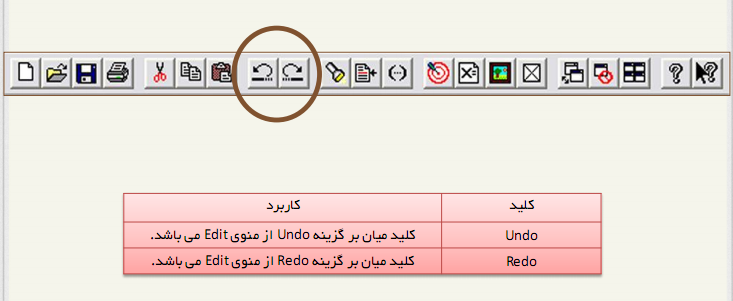 کلید کاربرد
Undo کلید میان بر گزینه Undo از منوی Edit می باشد.
Redo کلید میان بر گزینه Redo از منوی Edit می باشد.